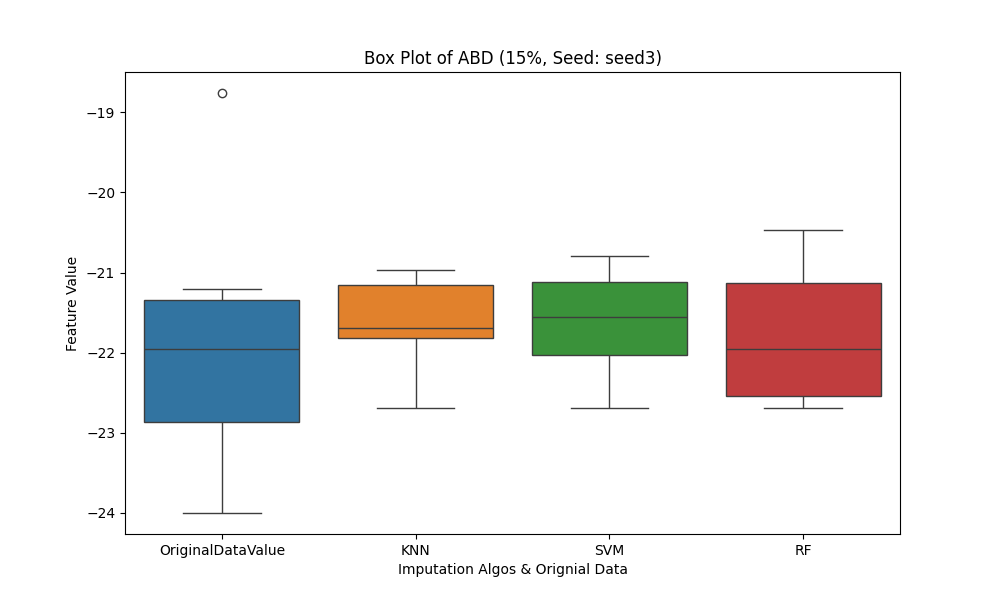 Box Plot of ABD (15%, Seed: seed3)
−19
−20
−21
−22
−23
−24
Feature Value
OriginalDataValue KNN SVM RF
Imputation Algos & Orignial Data